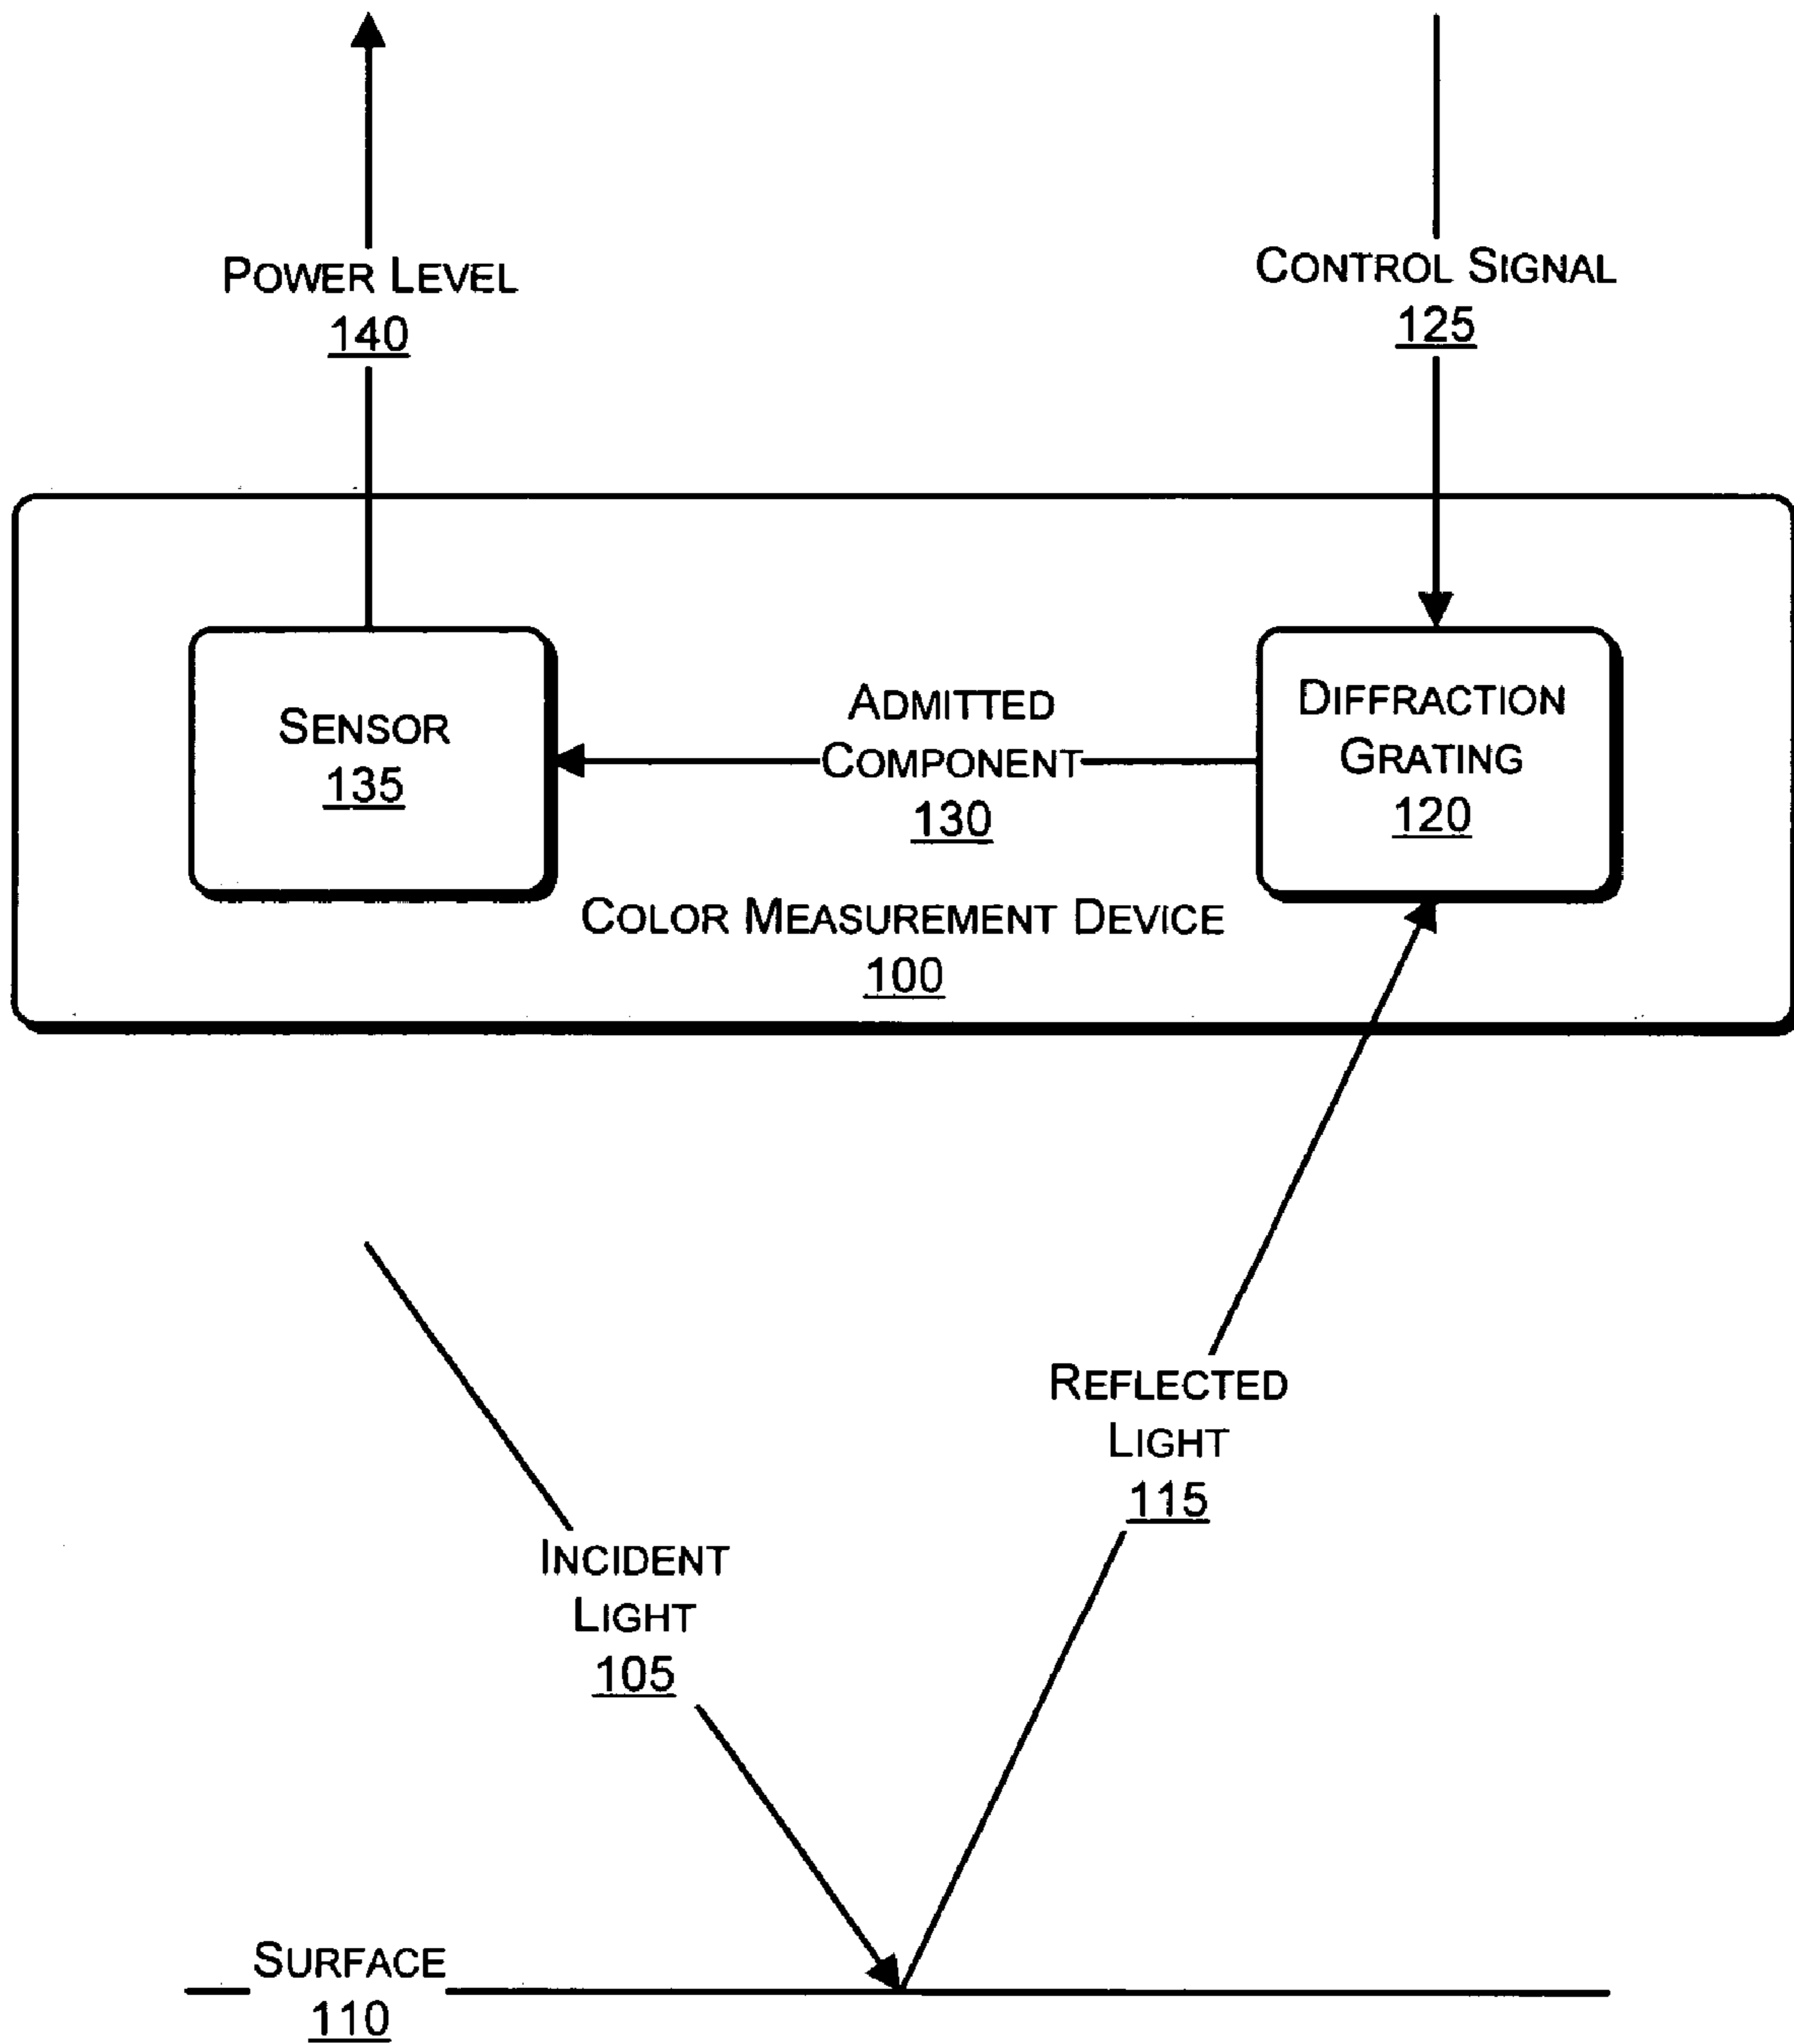 POWER LEVEL
140
CONTROL SIGNAL
125
SENSOR
135
ADMITTED
COMPONENT
130
DIFFRACTION
GRATING
120
COLOR MEASUREMENT DEVICE
100
REFLECTED
LIGHT
115
INCIDENT
LIGHT
105
SURFACE
110